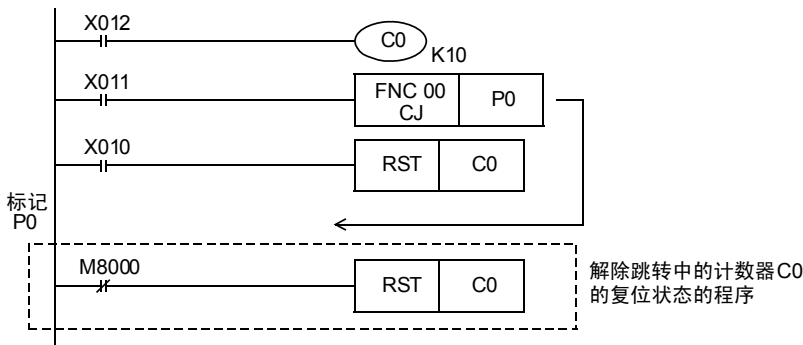 X012
C0
K10
X011
FNC 00
CJ
P0
X010
RST
C0
标记
P0
M8000
RST
C0
解除跳转中的计数器C0
的复位状态的程序